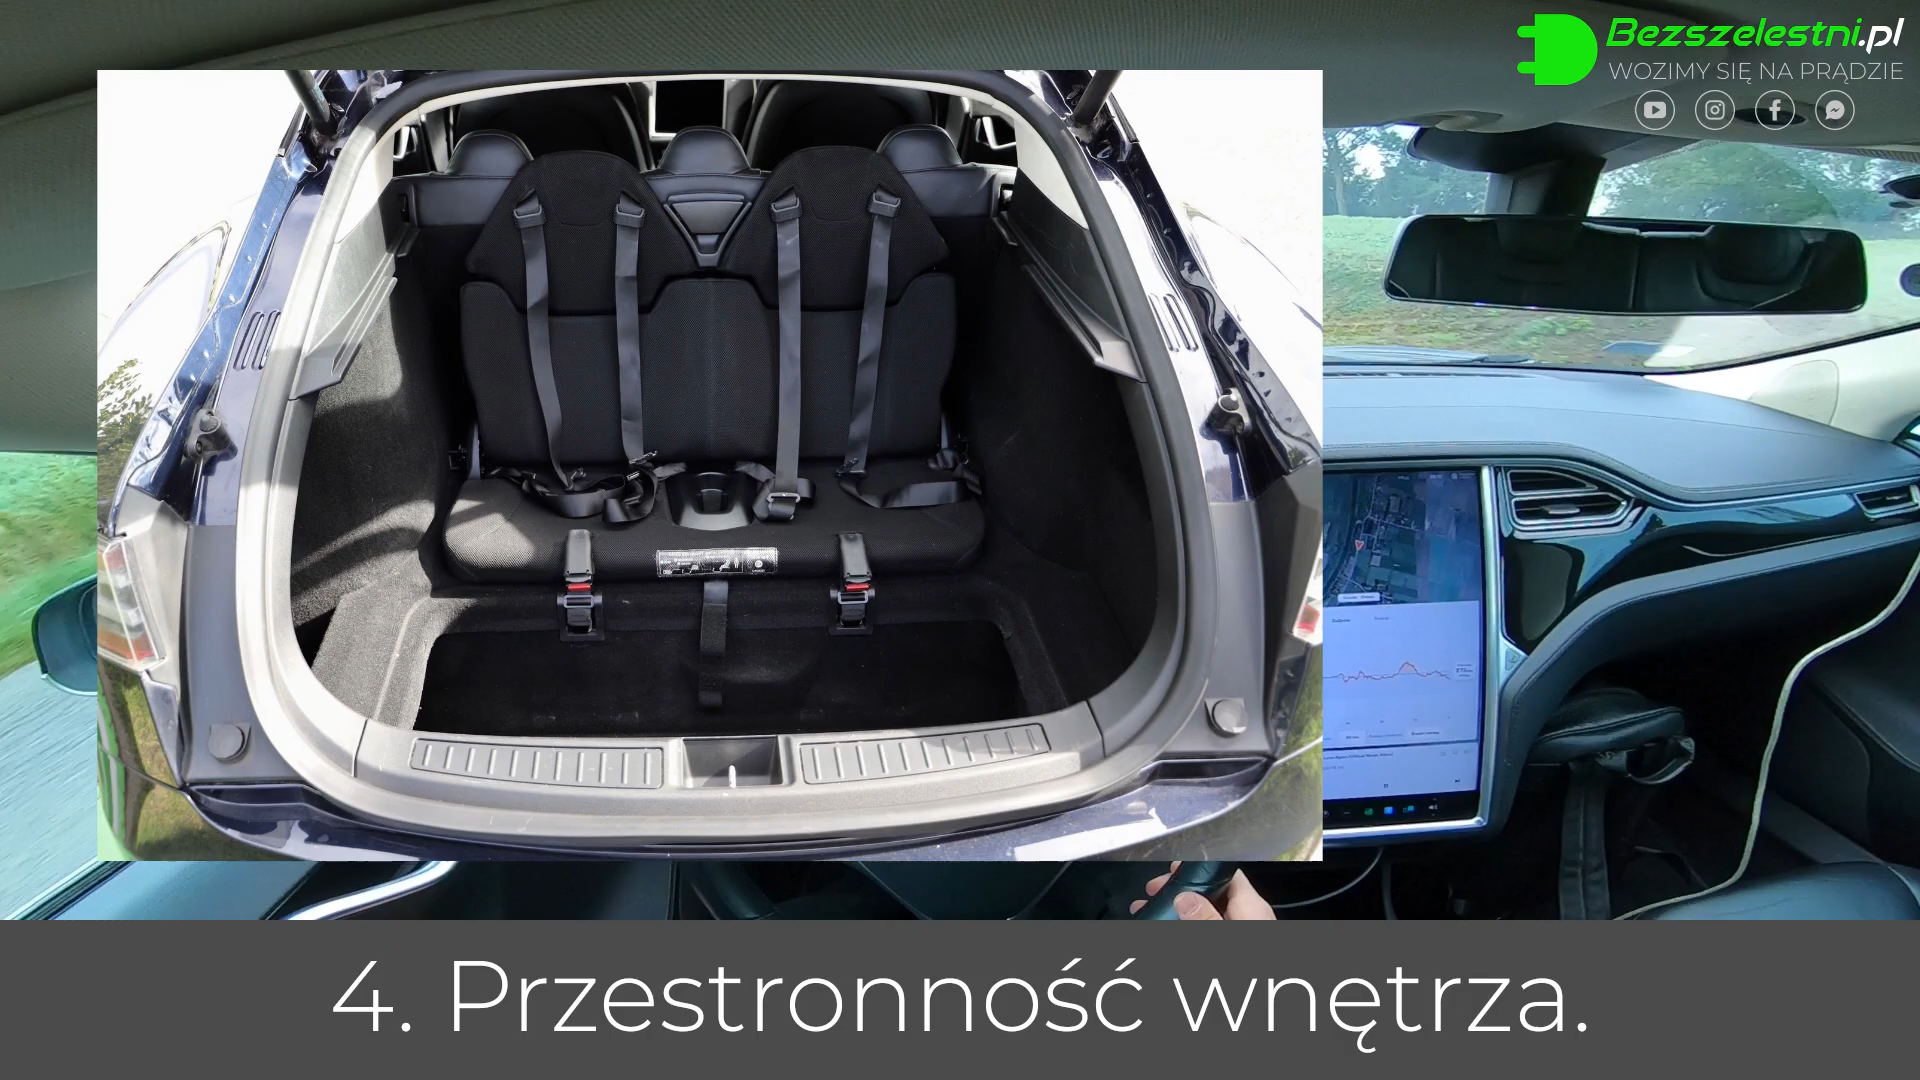 Bezszelestni.pl
WOZIMY SIĘ NA PRĄDZIE
4. Przestronność wnętrza.